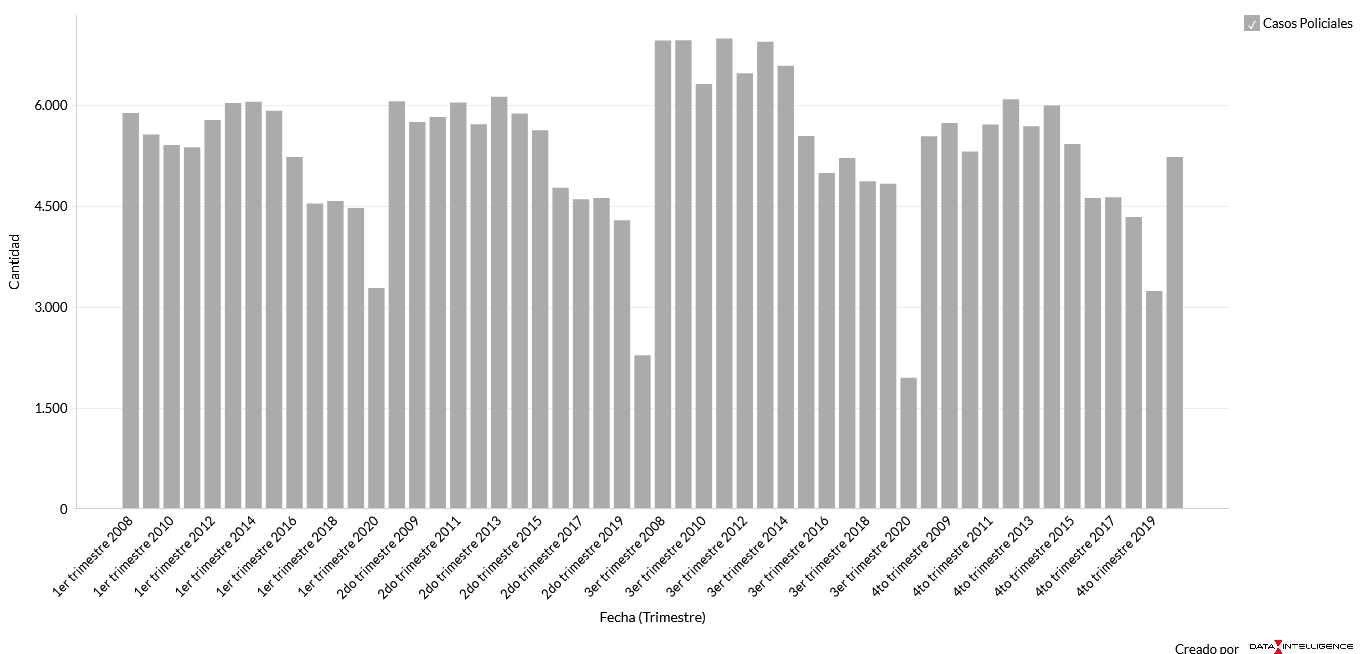 Casos Policiales
6.000
4.500
3.000
1.500
0
Cantidad
1er trimestre 2008
1er trimestre 2010
1er trimestre 2012
1er trimestre 2014
1er trimestre 2016
1er trimestre 2018
1er trimestre 2020
2do trimestre 2009
2do trimestre 2011
2do trimestre 2013
2do trimestre 2015
2do trimestre 2017
2do trimestre 2019
3er trimestre 2008
3er trimestre 2010
3er trimestre 2012
3er trimestre 2014
3er trimestre 2016
3er trimestre 2018
3er trimestre 2020
4to trimestre 2009
4to trimestre 2011
4to trimestre 2013
4to trimestre 2015
4to trimestre 2017
4to trimestre 2019
Fecha (Trimestre)
Creado por DATA INTELLIGENCE